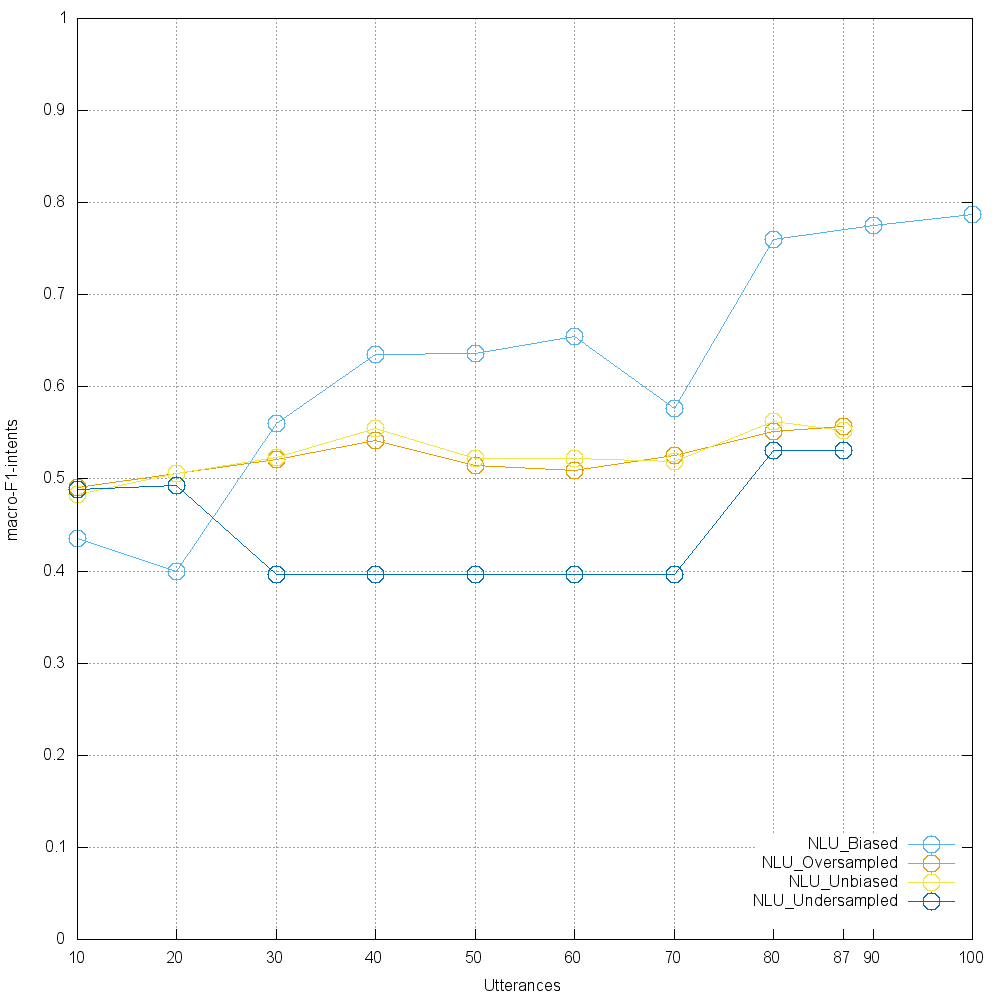 1
0.9
0.8
0.7
0.6
0.5
0.4
0.3
0.2
0.1
0
macro-F1-intents
NLU_Biased
NLU_Oversampled
NLU_Unbiased
NLU_Undersampled
10 20 30 40 50 60 70 80 87 90 100
Utterances